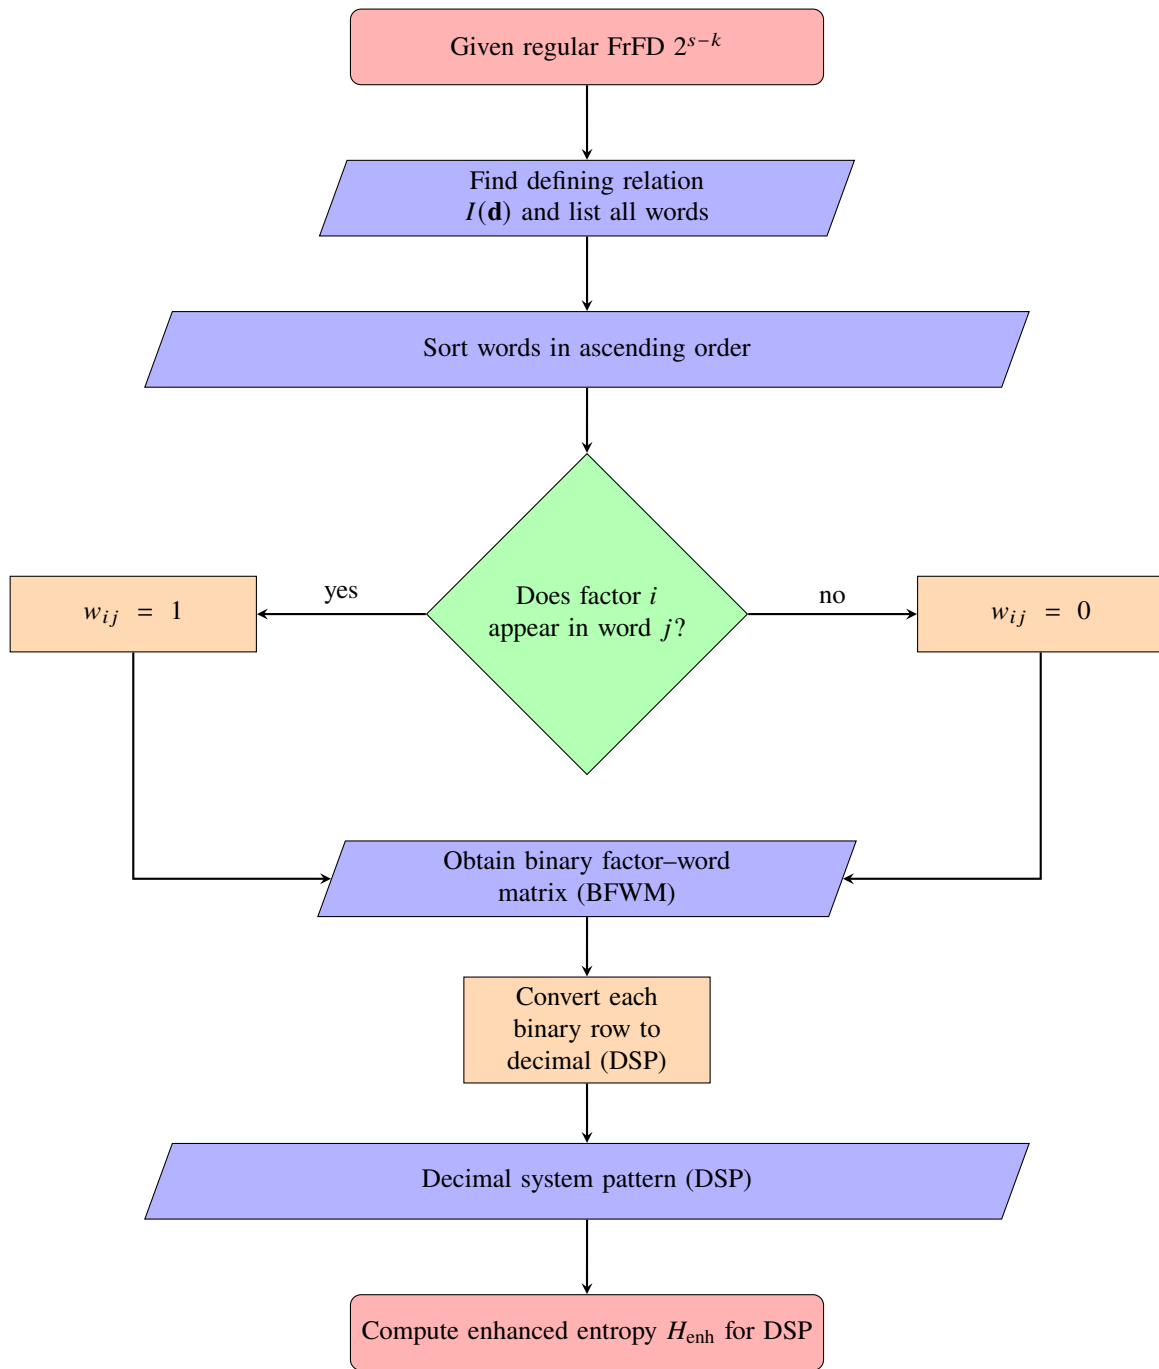 Given regular FrFD 2^{s−k}
Find defining relation
I(𝐝) and list all words
Sort words in ascending order
Does factor i
appear in word j?
yes
no
w_{ij} = 1
w_{ij} = 0
Obtain binary factor–word
matrix (BFWM)
Convert each
binary row to
decimal (DSP)
Decimal system pattern (DSP)
Compute enhanced entropy H_{enh} for DSP